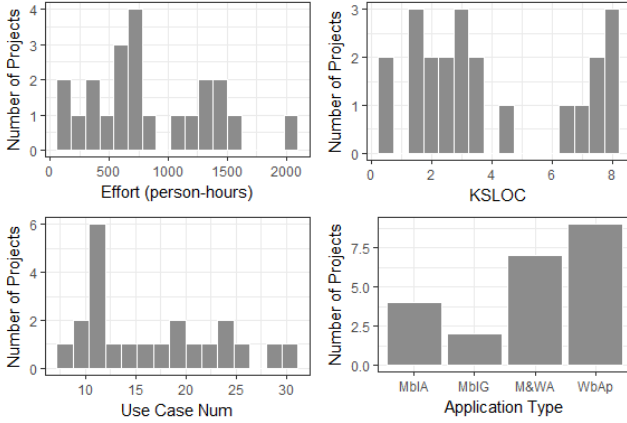 Number of Projects
4
3
2
1
0
0 500 1000 1500 2000
Effort (person-hours)
Number of Projects
3
2
1
0
0 2 4 6 8
KSLOC
Number of Projects
6
4
2
0
10 15 20 25 30
Use Case Num
Number of Projects
7.5
5.0
2.5
0.0
MblA MblG M&WA WbAp
Application Type